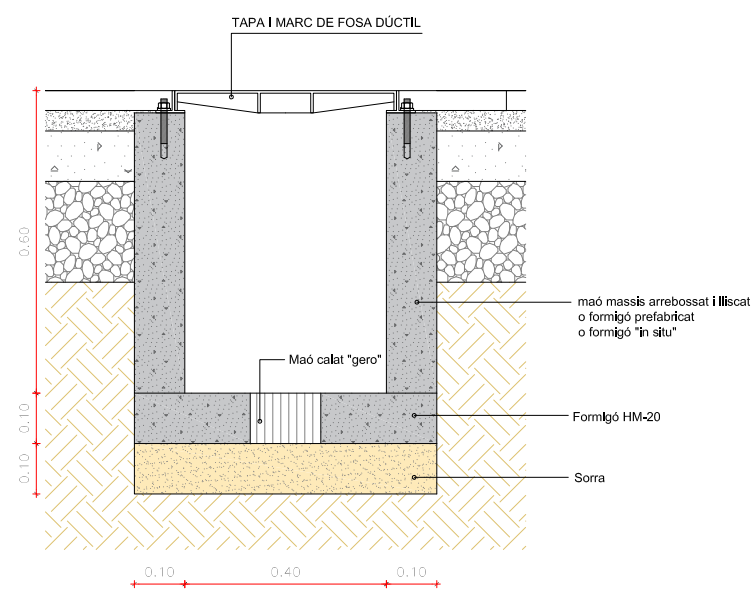 TAPA I MARC DE FOSA DÚCTIL
0.60
maó massis arrebossat i lliscat
o formigó prefabricat
o formigó "in situ"
Maó calat "gero"
0.10
Formigó HM-20
0.10
Sorra
0.10
0.40
0.10